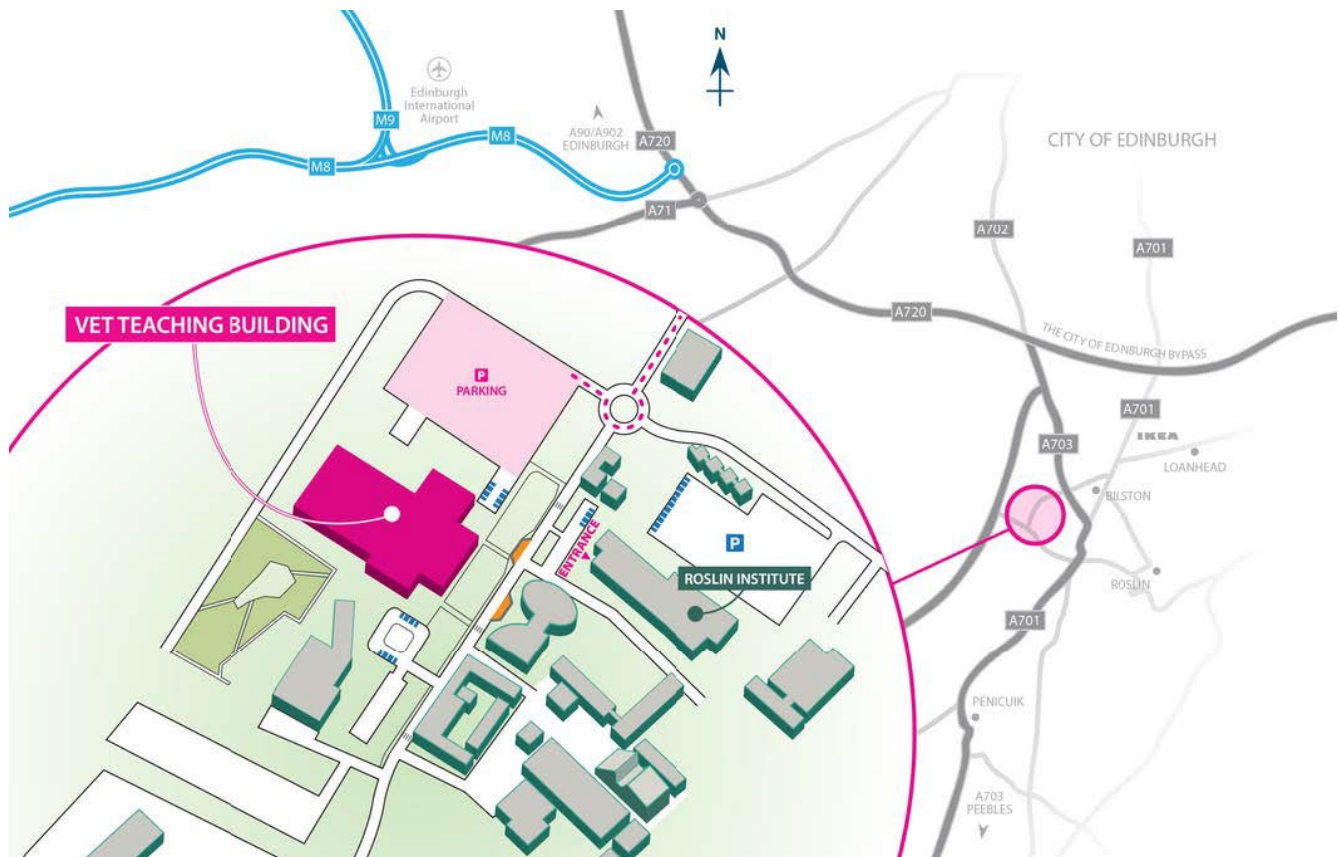 N
Edinburgh
International
Airport
M9
M8
M8
A90/A902
EDINBURGH
A720
CITY OF EDINBURGH
A71
A702
A701
A720
THE CITY OF EDINBURGH BYPASS
VET TEACHING BUILDING
P
PARKING
A701
IKEA
A703
LOANHEAD
BILSTON
P
ENTRANCE
ROSLIN INSTITUTE
ROSLIN
A701
PENICUIK
A703
PEEBLES